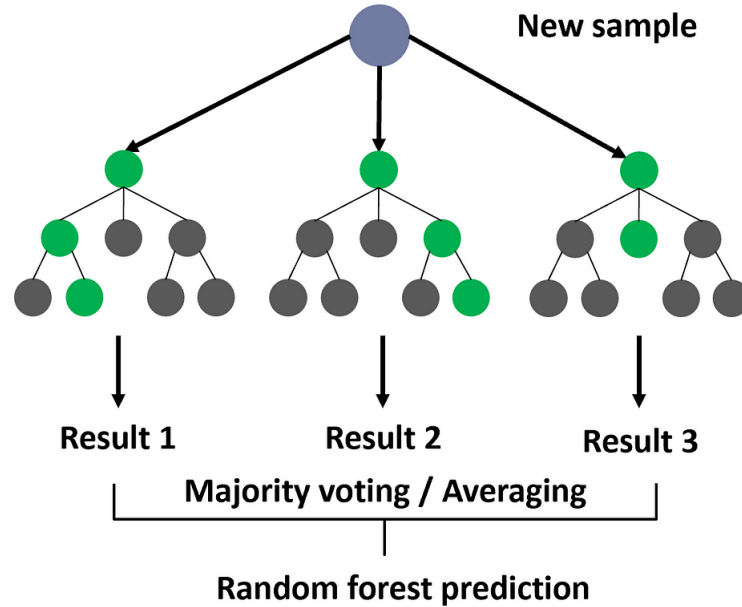 New sample
Result 1
Result 2
Result 3
Majority voting / Averaging
Random forest prediction